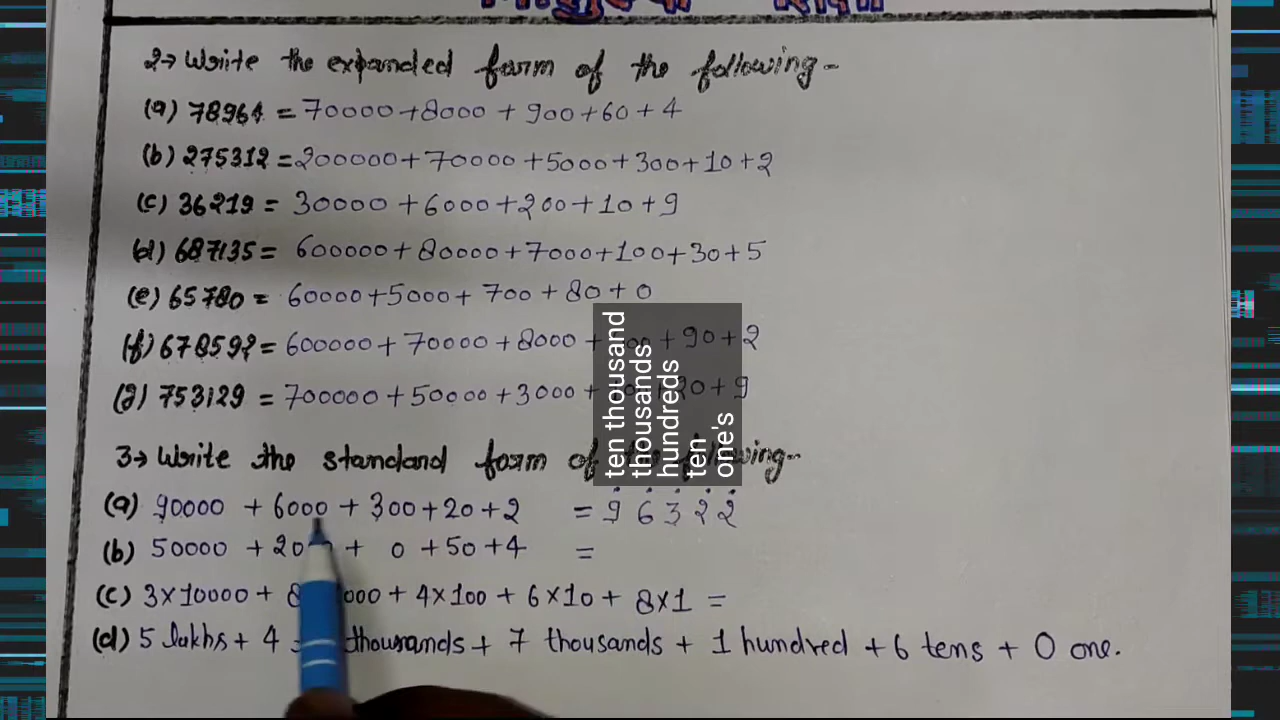 2→ Write the expanded form of the following-
(a) 78964 = 70000+8000 + 900+60+4
(b) 275312 = 200000+70000+5000+300+10+2
(c) 36219 = 30000+6000+200+10+9
(d) 687135 = 600000+80000+7000+100+30+5
(e) 65780 = 60000+5000+700+80+0
(f) 678592 = 600000+70000+8000+ +90+2
(g) 753129 = 700000+50000+3000+ +9
3→ Write the standard form of following-
(a) 90000 + 6000 + 300+20+2 = 96322
(b) 50000 + + 0 +50+4 =
(c) 3×10000+ + 4×100 + 6×10 + 8×1 =
(d) 5 lakhs + 4 thousands + 7 thousands + 1 hundred + 6 tens + 0 one.
ten thousand
thousands
hundreds
ten
one's